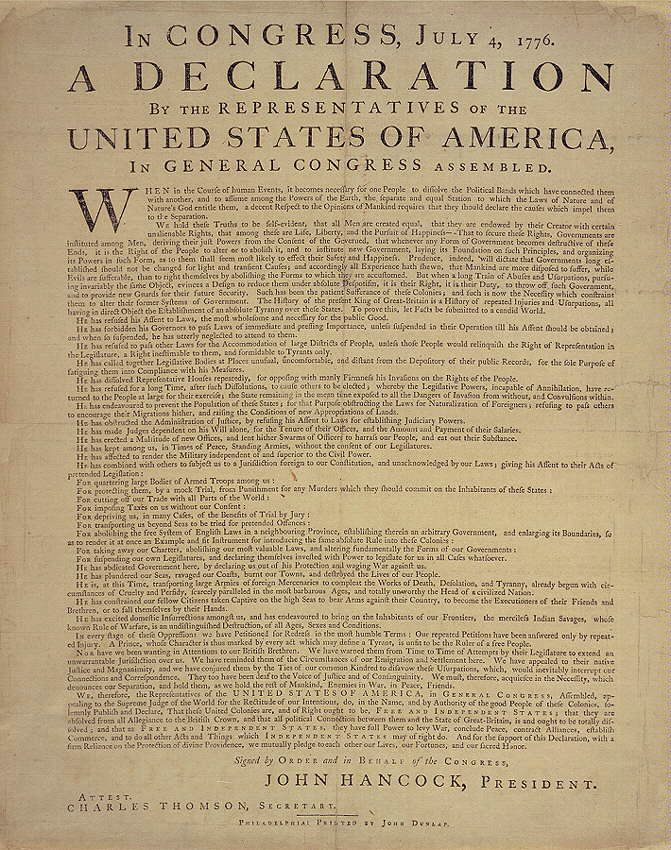 IN CONGRESS, JULY 4, 1776.
A DECLARATION
BY THE REPRESENTATIVES OF THE
UNITED STATES OF AMERICA,
IN GENERAL CONGRESS ASSEMBLED.
WHEN in the Course of human Events, it becomes necessary for one People to dissolve the Political Bands which have connected them
with another, and to assume among the Powers of the Earth, the separate and equal Station to which the Laws of Nature and of
Nature's God entitle them, a decent Respect to the Opinions of Mankind requires that they should declare the causes which impel them
to the Separation.
We hold these Truths to be self-evident, that all Men are created equal, that they are endowed by their Creator with certain
unalienable Rights, that among these are Life, Liberty, and the Pursuit of Happiness--That to secure these Rights, Governments are
instituted among Men, deriving their just Powers from the Consent of the Governed, that whenever any Form of Government becomes destructive of these
Ends, it is the Right of the People to alter or to abolish it, and to institute new Government, laying its Foundation on such Principles, and organizing
its Powers in such Form, as to them shall seem most likely to effect their Safety and Happiness. Prudence, indeed, will dictate that Governments long es-
tablished should not be changed for light and transient Causes; and accordingly all Experience hath shewn, that Mankind are more disposed to suffer, while
Evils are sufferable, than to right themselves by abolishing the Forms to which they are accustomed. But when a long Train of Abuses and Usurpations, pursu-
ing invariably the same Object, evinces a Design to reduce them under absolute Despotism, it is their Right, it is their Duty, to throw off such Government,
and to provide new Guards for their future Security. Such has been the patient Sufferance of these Colonies; and such is now the Necessity which constrains
them to alter their former Systems of Government. The History of the present King of Great-Britain is a History of repeated Injuries and Usurpations, all
having in direct Object the Establishment of an absolute Tyranny over these States. To prove this, let Facts be submitted to a candid World.
HE has refused his Assent to Laws, the most wholesome and necessary for the public Good.
HE has forbidden his Governors to pass Laws of immediate and pressing Importance, unless suspended in their Operation till his Assent should be obtained;
and when so suspended, he has utterly neglected to attend to them.
HE has refused to pass other Laws for the Accommodation of large Districts of People, unless those People would relinquish the Right of Representation in
the Legislature, a Right inestimable to them, and formidable to Tyrants only.
HE has called together Legislative Bodies at Places unusual, uncomfortable, and distant from the Depository of their public Records, for the sole Purpose of
fatiguing them into Compliance with his Measures.
HE has dissolved Representative Houses repeatedly, for opposing with manly Firmness his Invasions on the Rights of the People.
HE has refused for a long Time, after such Dissolutions, to cause others to be elected; whereby the Legislative Powers, incapable of Annihilation, have re-
turned to the People at large for their exercise; the State remaining in the mean time exposed to all the Dangers of Invasion from without, and Convulsions within.
HE has endeavoured to prevent the Population of these States; for that Purpose obstructing the Laws for Naturalization of Foreigners; refusing to pass others
to encourage their Migrations hither, and raising the Conditions of new Appropriations of Lands.
HE has obstructed the Administration of Justice, by refusing his Assent to Laws for establishing Judiciary Powers.
HE has made Judges dependent on his Will alone, for the Tenure of their Offices, and the Amount and Payment of their Salaries.
HE has erected a Multitude of new Offices, and sent hither Swarms of Officers to harrass our People, and eat out their Substance.
HE has kept among us, in Times of Peace, Standing Armies, without the consent of our Legislatures.
HE has affected to render the Military independent of and superior to the Civil Power.
HE has combined with others to subject us to a Jurisdiction foreign to our Constitution, and unacknowledged by our Laws; giving his Assent to their Acts of
pretended Legislation:
FOR quartering large Bodies of Armed Troops among us:
FOR protecting them, by a mock Trial, from Punishment for any Murders which they should commit on the Inhabitants of these States:
FOR cutting off our Trade with all Parts of the World:
FOR imposing Taxes on us without our Consent:
FOR depriving us, in many Cases, of the Benefits of Trial by Jury:
FOR transporting us beyond Seas to be tried for pretended Offences:
FOR abolishing the free System of English Laws in a neighbouring Province, establishing therein an arbitrary Government, and enlarging its Boundaries, so
as to render it at once an Example and fit Instrument for introducing the same absolute Rule into these Colonies:
FOR taking away our Charters, abolishing our most valuable Laws, and altering fundamentally the Forms of our Governments:
FOR suspending our own Legislatures, and declaring themselves invested with Power to legislate for us in all Cases whatsoever.
HE has abdicated Government here, by declaring us out of his Protection and waging War against us.
HE has plundered our Seas, ravaged our Coasts, burnt our Towns, and destroyed the Lives of our People.
HE is, at this Time, transporting large Armies of foreign Mercenaries to compleat the Works of Death, Desolation, and Tyranny, already begun with cir-
cumstances of Cruelty and Perfidy, scarcely paralleled in the most barbarous Ages, and totally unworthy the Head of a civilized Nation.
HE has constrained our fellow Citizens taken Captive on the high Seas to bear Arms against their Country, to become the Executioners of their Friends and
Brethren, or to fall themselves by their Hands.
HE has excited domestic Insurrections amongst us, and has endeavoured to bring on the Inhabitants of our Frontiers, the merciless Indian Savages, whose
known Rule of Warfare, is an undistinguished Destruction, of all Ages, Sexes and Conditions.
IN every stage of these Oppressions we have Petitioned for Redress in the most humble Terms: Our repeated Petitions have been answered only by repeat-
ed Injury. A Prince, whose Character is thus marked by every act which may define a Tyrant, is unfit to be the Ruler of a free People.
NOR have we been wanting in Attentions to our British Brethren. We have warned them from Time to Time of Attempts by their Legislature to extend an
unwarrantable Jurisdiction over us. We have reminded them of the Circumstances of our Emigration and Settlement here. We have appealed to their native
Justice and Magnanimity, and we have conjured them by the Ties of our common Kindred to disavow these Usurpations, which, would inevitably interrupt our
Connections and Correspondence. They too have been deaf to the Voice of Justice and of Consanguinity. We must, therefore, acquiesce in the Necessity, which
denounces our Separation, and hold them, as we hold the rest of Mankind, Enemies in War, in Peace, Friends.
WE, therefore, the Representatives of the UNITED STATES OF AMERICA, in GENERAL CONGRESS, Assembled, ap-
pealing to the Supreme Judge of the World for the Rectitude of our Intentions, do, in the Name, and by Authority of the good People of these Colonies, so-
lemnly Publish and Declare, That these United Colonies are, and of Right ought to be, FREE AND INDEPENDENT STATES; that they are
absolved from all Allegiance to the British Crown, and that all political Connection between them and the State of Great-Britain, is and ought to be totally dis-
solved; and that as FREE AND INDEPENDENT STATES, they have full Power to levy War, conclude Peace, contract Alliances, establish
Commerce, and to do all other Acts and Things which INDEPENDENT STATES may of right do. And for the support of this Declaration, with a
firm Reliance on the Protection of divine Providence, we mutually pledge to each other our Lives, our Fortunes, and our sacred Honor.
Signed by ORDER and in BEHALF of the CONGRESS,
JOHN HANCOCK, PRESIDENT.
ATTEST.
CHARLES THOMSON, SECRETARY.
PHILADELPHIA: PRINTED BY JOHN DUNLAP.